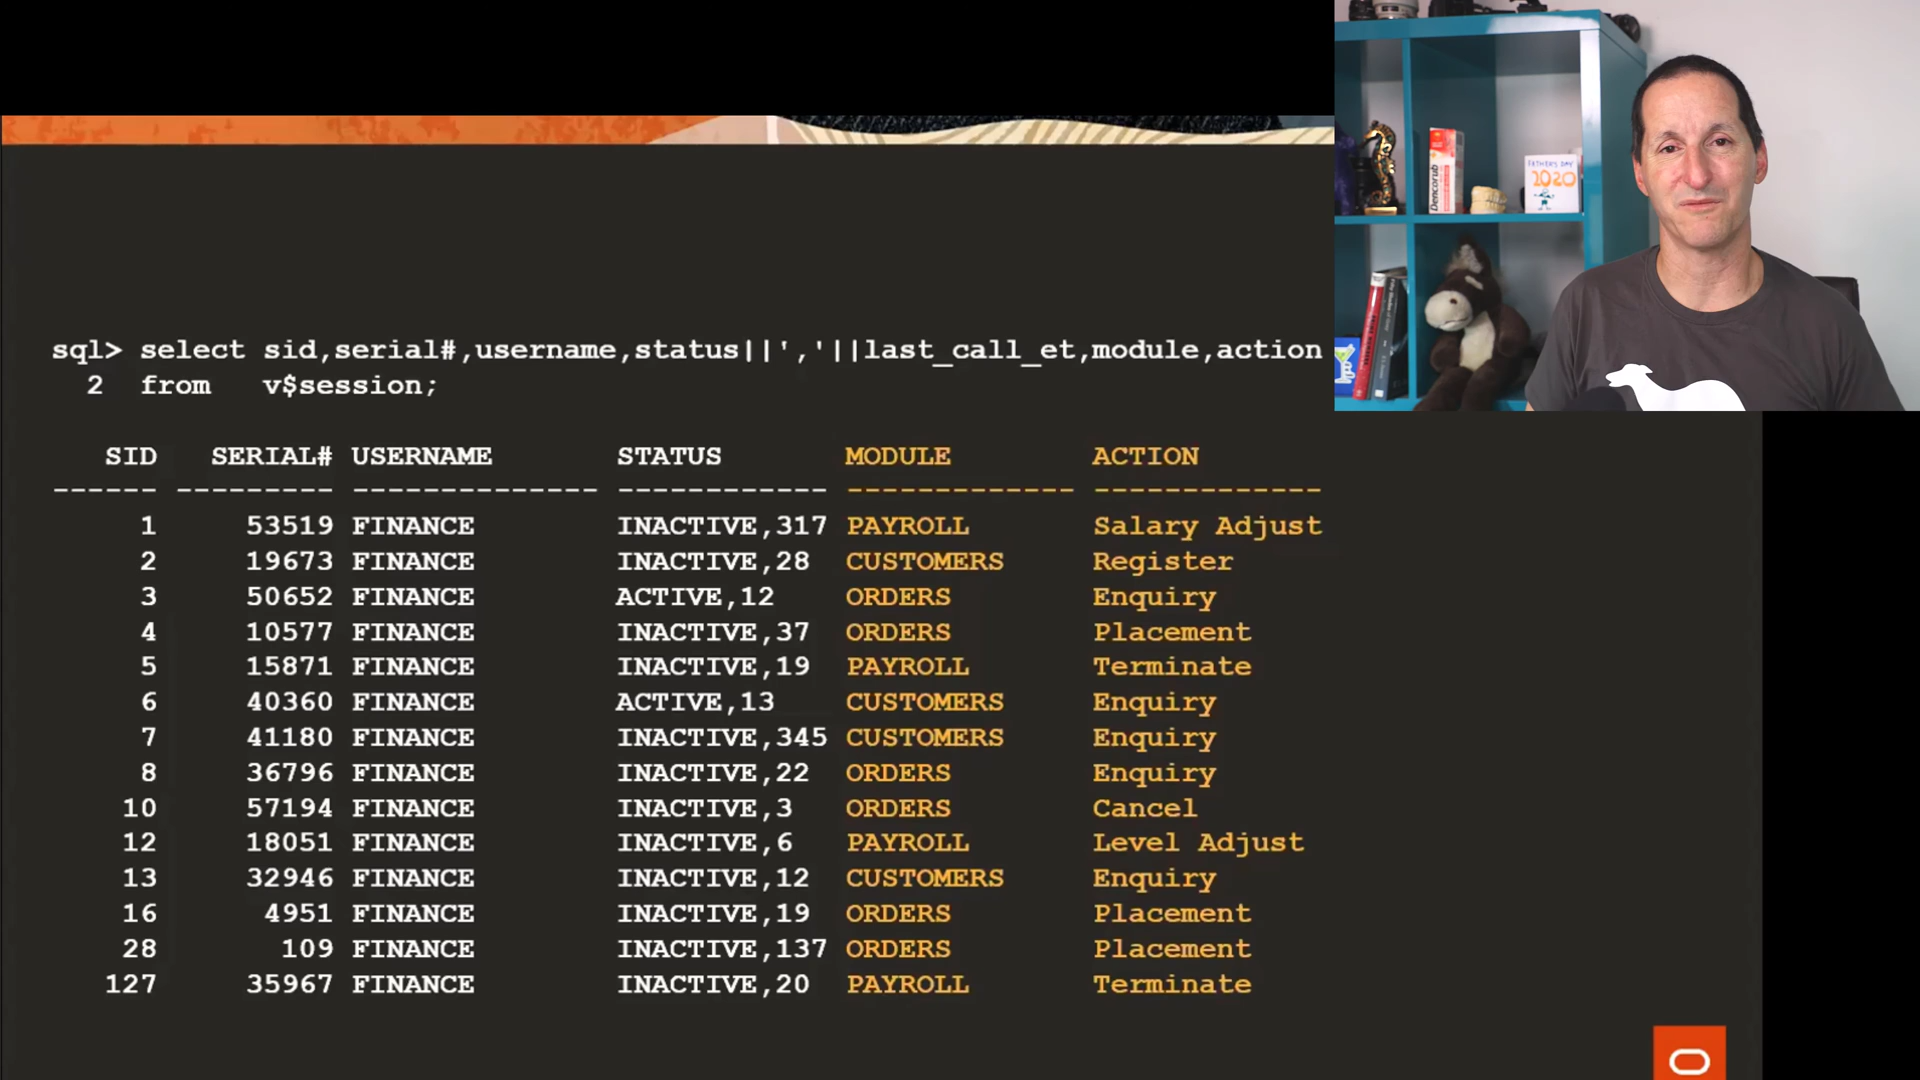 sql> select sid,serial#,username,status||','||last_call_et,module,action
2 from v$session;
SID SERIAL# USERNAME STATUS MODULE ACTION
------ --------- -------------- ------------ ------------- -------------
1 53519 FINANCE INACTIVE,317 PAYROLL Salary Adjust
2 19673 FINANCE INACTIVE,28 CUSTOMERS Register
3 50652 FINANCE ACTIVE,12 ORDERS Enquiry
4 10577 FINANCE INACTIVE,37 ORDERS Placement
5 15871 FINANCE INACTIVE,19 PAYROLL Terminate
6 40360 FINANCE ACTIVE,13 CUSTOMERS Enquiry
7 41180 FINANCE INACTIVE,345 CUSTOMERS Enquiry
8 36796 FINANCE INACTIVE,22 ORDERS Enquiry
10 57194 FINANCE INACTIVE,3 ORDERS Cancel
12 18051 FINANCE INACTIVE,6 PAYROLL Level Adjust
13 32946 FINANCE INACTIVE,12 CUSTOMERS Enquiry
16 4951 FINANCE INACTIVE,19 ORDERS Placement
28 109 FINANCE INACTIVE,137 ORDERS Placement
127 35967 FINANCE INACTIVE,20 PAYROLL Terminate
Dencorub
FATHERS DAY
2020